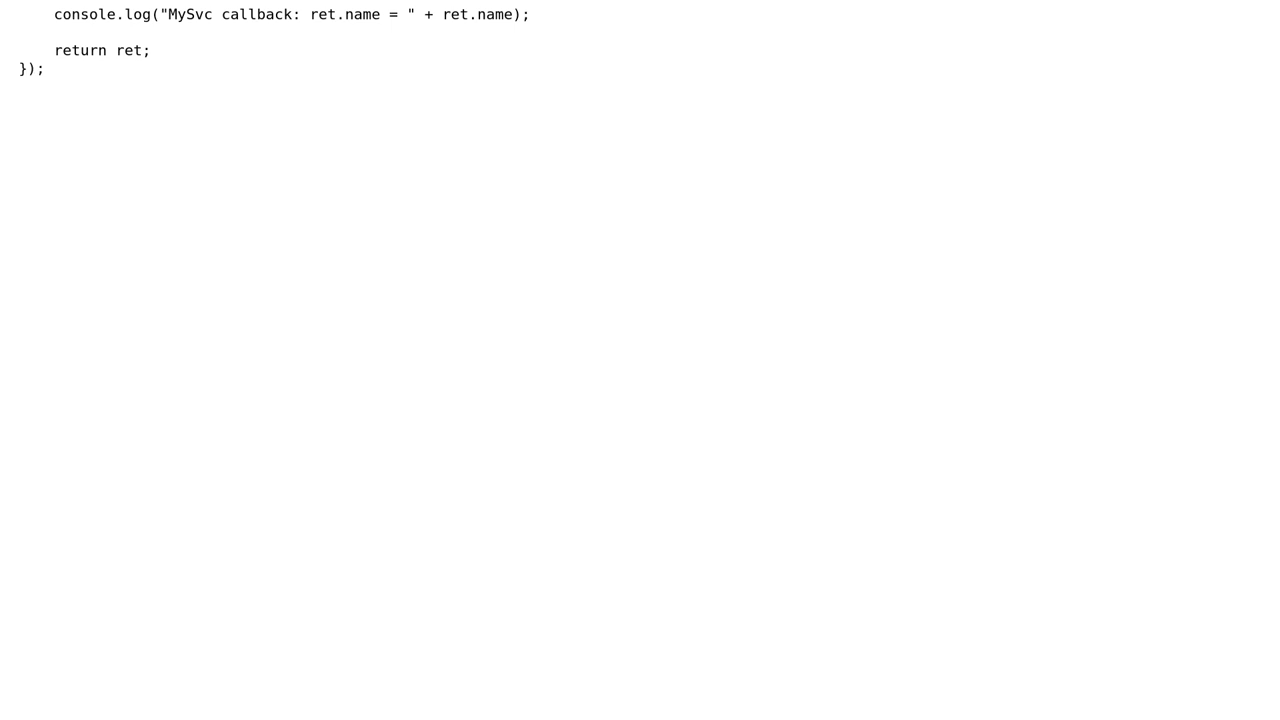 console.log("MySvc callback: ret.name = " + ret.name);

    return ret;
});